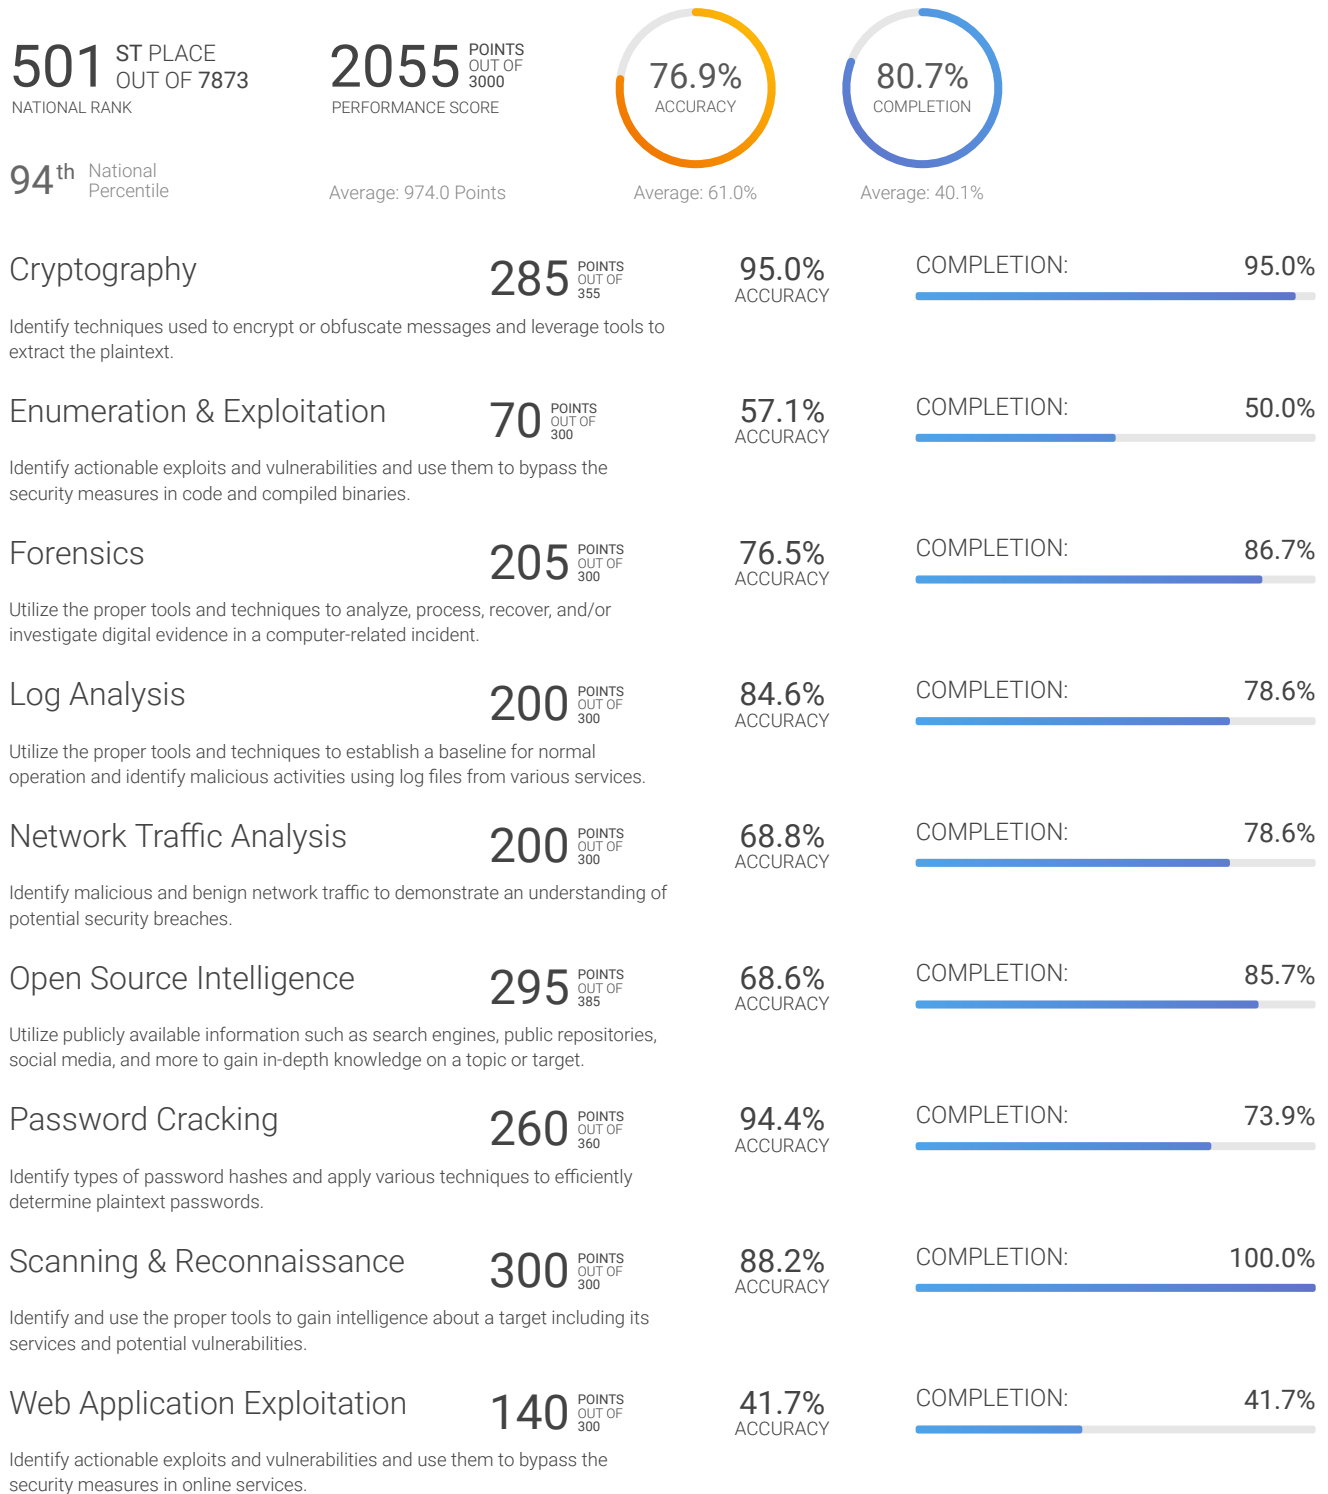 501 ST PLACE
OUT OF 7873
NATIONAL RANK
94th National
Percentile
2055 POINTS
OUT OF
3000
PERFORMANCE SCORE
Average: 974.0 Points
76.9%
ACCURACY
Average: 61.0%
80.7%
COMPLETION
Average: 40.1%
Cryptography
285 POINTS
OUT OF
355
95.0%
ACCURACY
COMPLETION: 95.0%
Identify techniques used to encrypt or obfuscate messages and leverage tools to
extract the plaintext.
Enumeration & Exploitation
70 POINTS
OUT OF
300
57.1%
ACCURACY
COMPLETION: 50.0%
Identify actionable exploits and vulnerabilities and use them to bypass the
security measures in code and compiled binaries.
Forensics
205 POINTS
OUT OF
300
76.5%
ACCURACY
COMPLETION: 86.7%
Utilize the proper tools and techniques to analyze, process, recover, and/or
investigate digital evidence in a computer-related incident.
Log Analysis
200 POINTS
OUT OF
300
84.6%
ACCURACY
COMPLETION: 78.6%
Utilize the proper tools and techniques to establish a baseline for normal
operation and identify malicious activities using log files from various services.
Network Traffic Analysis
200 POINTS
OUT OF
300
68.8%
ACCURACY
COMPLETION: 78.6%
Identify malicious and benign network traffic to demonstrate an understanding of
potential security breaches.
Open Source Intelligence
295 POINTS
OUT OF
385
68.6%
ACCURACY
COMPLETION: 85.7%
Utilize publicly available information such as search engines, public repositories,
social media, and more to gain in-depth knowledge on a topic or target.
Password Cracking
260 POINTS
OUT OF
360
94.4%
ACCURACY
COMPLETION: 73.9%
Identify types of password hashes and apply various techniques to efficiently
determine plaintext passwords.
Scanning & Reconnaissance
300 POINTS
OUT OF
300
88.2%
ACCURACY
COMPLETION: 100.0%
Identify and use the proper tools to gain intelligence about a target including its
services and potential vulnerabilities.
Web Application Exploitation
140 POINTS
OUT OF
300
41.7%
ACCURACY
COMPLETION: 41.7%
Identify actionable exploits and vulnerabilities and use them to bypass the
security measures in online services.